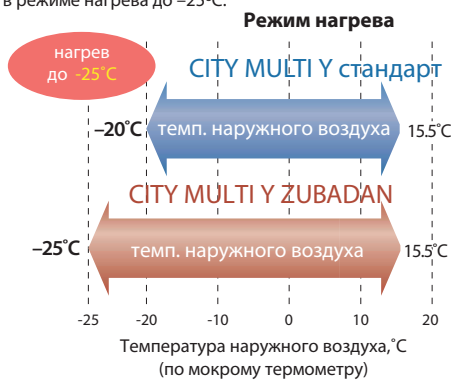 в режиме нагрева до –25˚С.
Режим нагрева
нагрев
до -25˚C
CITY MULTI Y стандарт
–20˚C темп. наружного воздуха 15.5˚C
CITY MULTI Y ZUBADAN
–25˚C темп. наружного воздуха 15.5˚C
-25 -20 -10 0 10 20
Температура наружного воздуха,˚С
(по мокрому термометру)